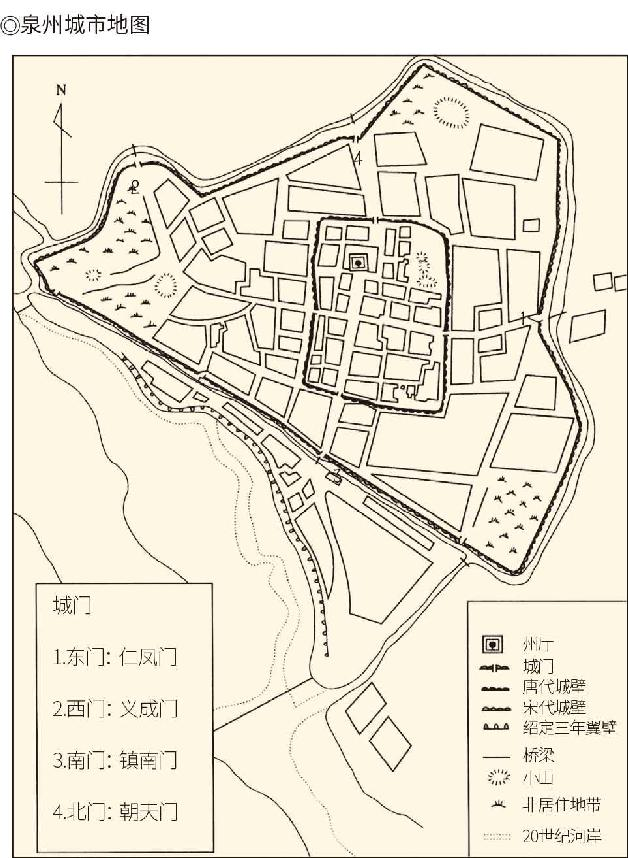 ◎泉州城市地图
N
4
2
1
城门
1.东门：仁凤门
2.西门：义成门
3.南门：镇南门
4.北门：朝天门
州厅
城门
唐代城壁
宋代城壁
绍定三年翼壁
桥梁
小山
非居住地带
20世纪河岸